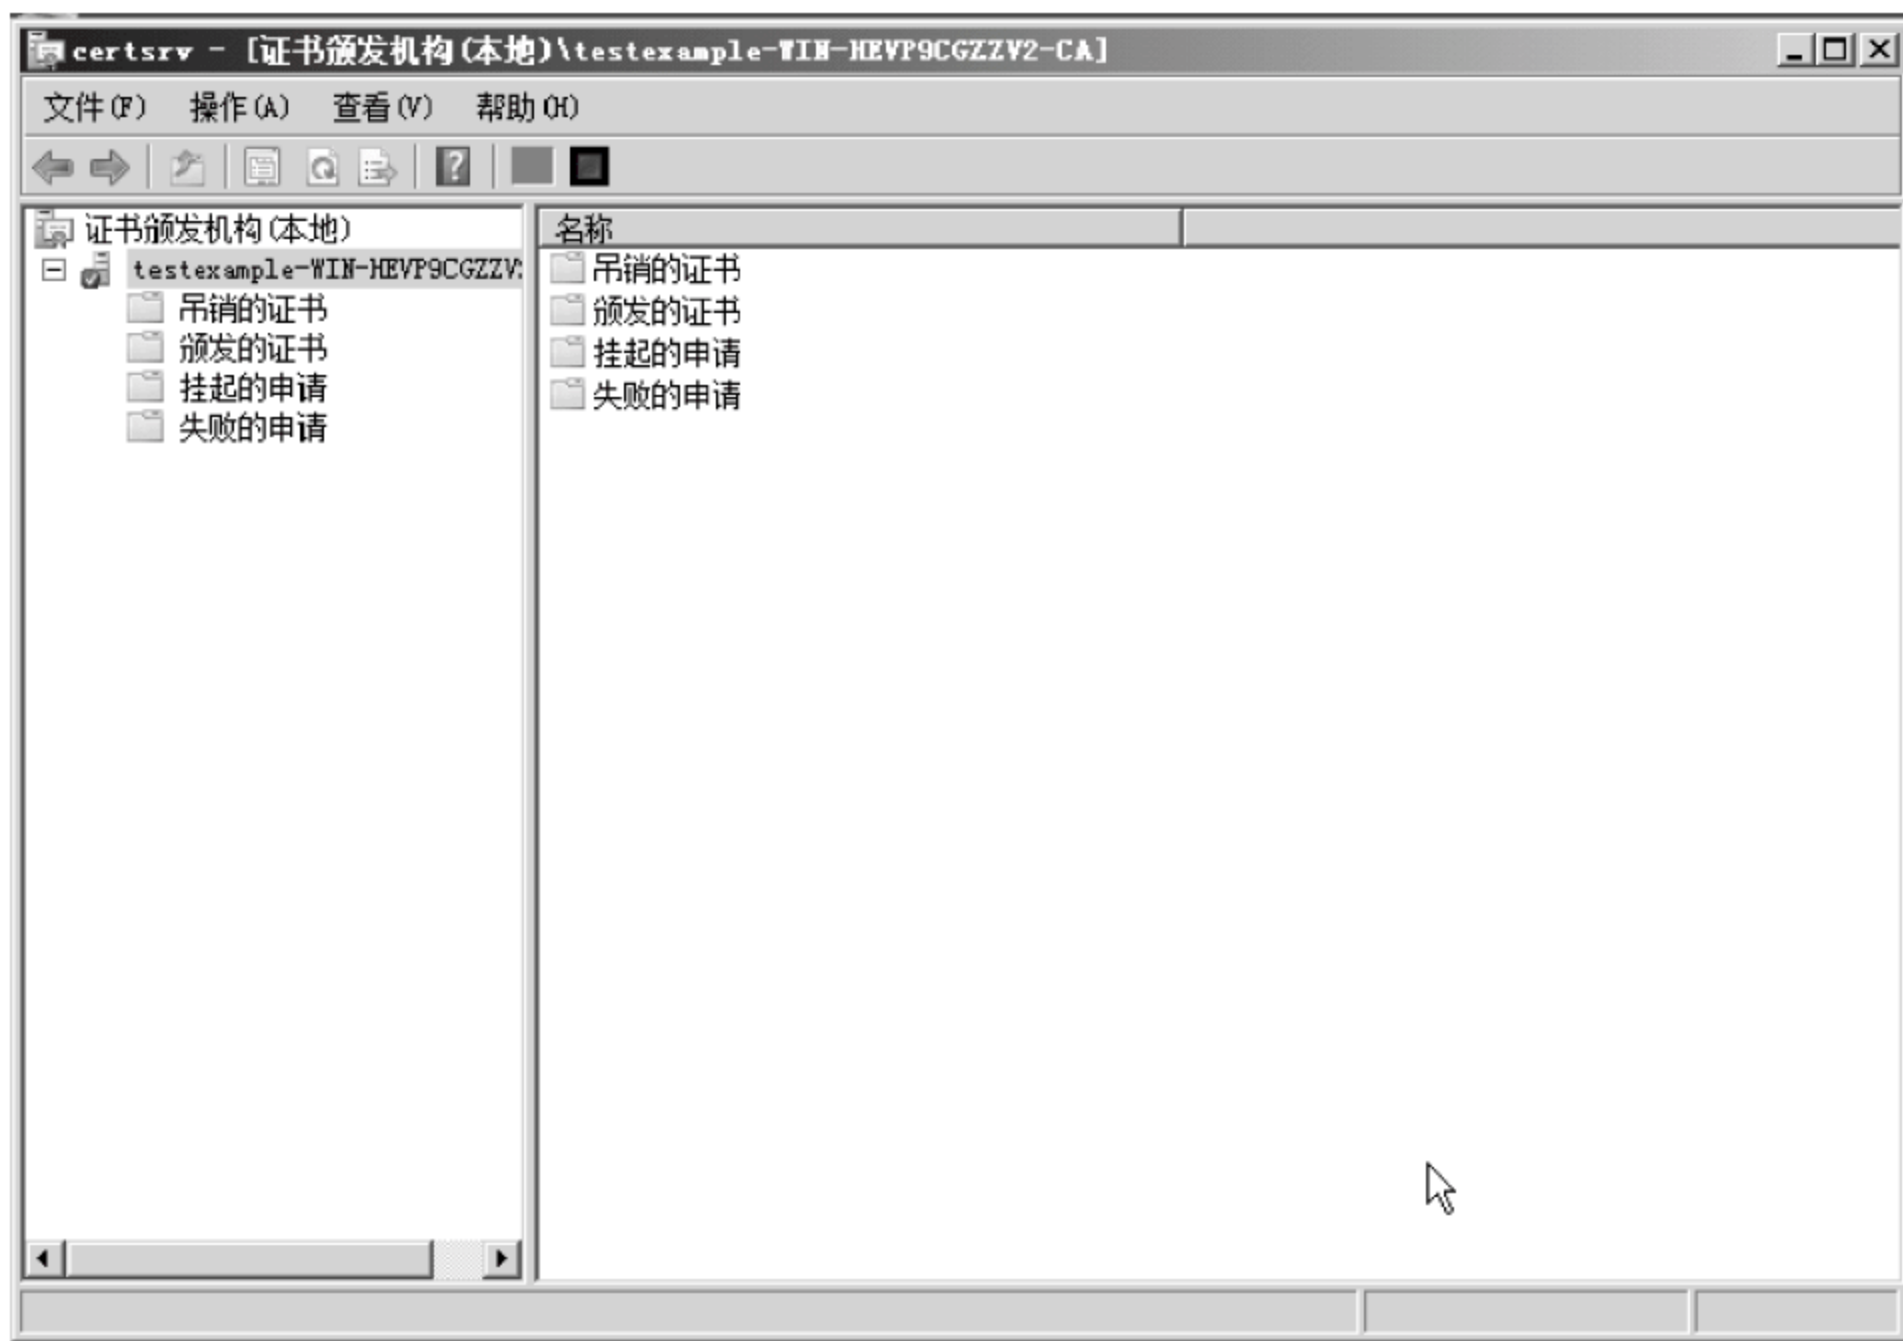 certsrv - [证书颁发机构(本地)\testexample-WIN-HEVP9CGZZV2-CA]
文件(F) 操作(A) 查看(V) 帮助(H)
证书颁发机构(本地)
testexample-WIN-HEVP9CGZZV
吊销的证书
颁发的证书
挂起的申请
失败的申请
名称
吊销的证书
颁发的证书
挂起的申请
失败的申请